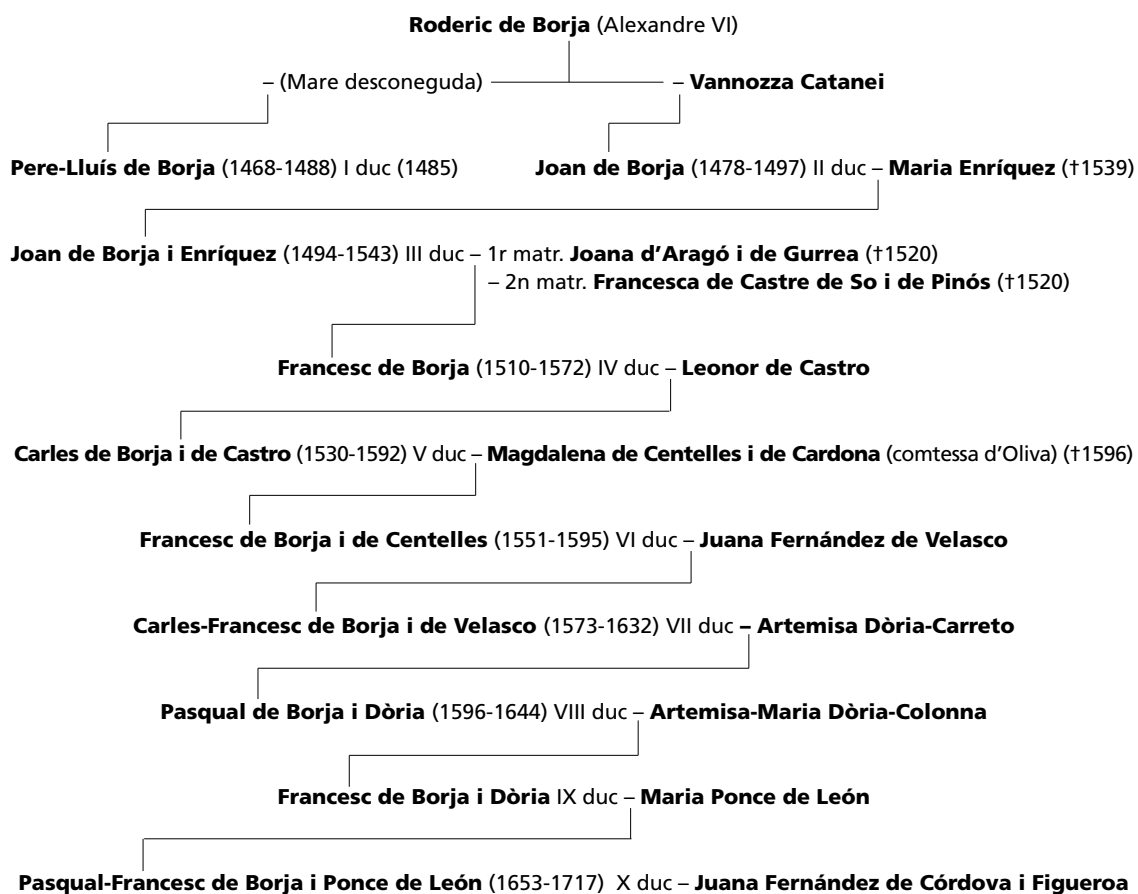 Roderic de Borja (Alexandre VI)
– (Mare desconeguda) – Vannozza Catanei
Pere-Lluís de Borja (1468-1488) I duc (1485) Joan de Borja (1478-1497) II duc – Maria Enríquez (†1539)
Joan de Borja i Enríquez (1494-1543) III duc – 1r matr. Joana d’Aragó i de Gurrea (†1520)
– 2n matr. Francesca de Castre de So i de Pinós (†1520)
Francesc de Borja (1510-1572) IV duc – Leonor de Castro
Carles de Borja i de Castro (1530-1592) V duc – Magdalena de Centelles i de Cardona (comtessa d’Oliva) (†1596)
Francesc de Borja i de Centelles (1551-1595) VI duc – Juana Fernández de Velasco
Carles-Francesc de Borja i de Velasco (1573-1632) VII duc – Artemisa Dòria-Carreto
Pasqual de Borja i Dòria (1596-1644) VIII duc – Artemisa-Maria Dòria-Colonna
Francesc de Borja i Dòria IX duc – Maria Ponce de León
Pasqual-Francesc de Borja i Ponce de León (1653-1717) X duc – Juana Fernández de Córdova i Figueroa